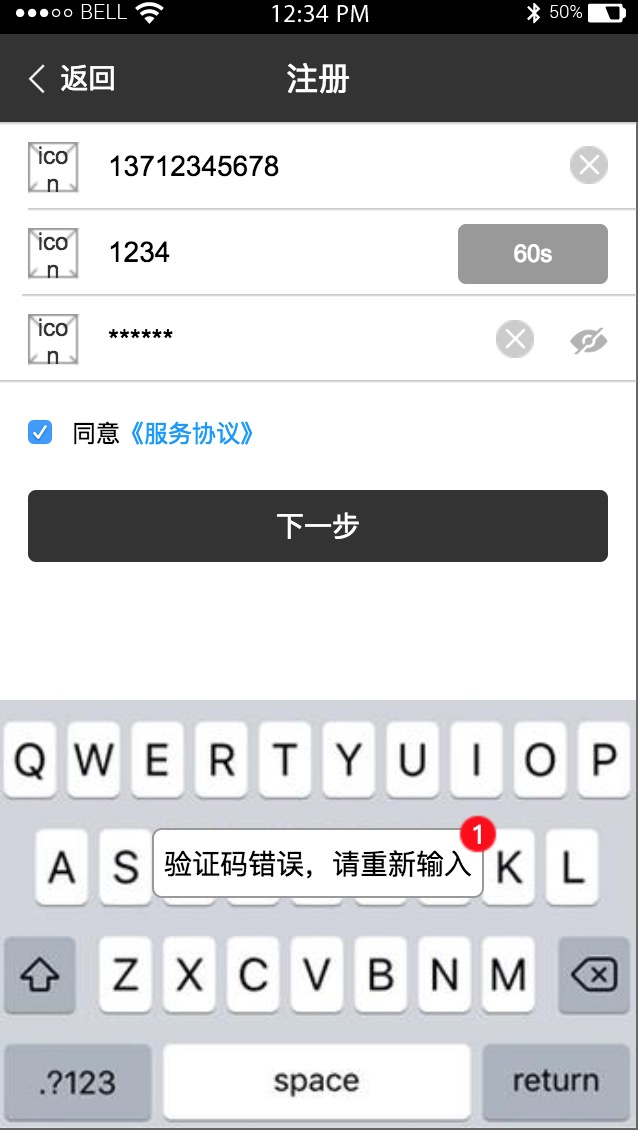 BELL 12:34 PM 50%
返回 注册
icon 13712345678
icon 1234 60s
icon ******
同意《服务协议》
下一步
Q W E R T Y U I O P
A S 验证码错误，请重新输入 1 K L
Z X C V B N M
.?123 space return